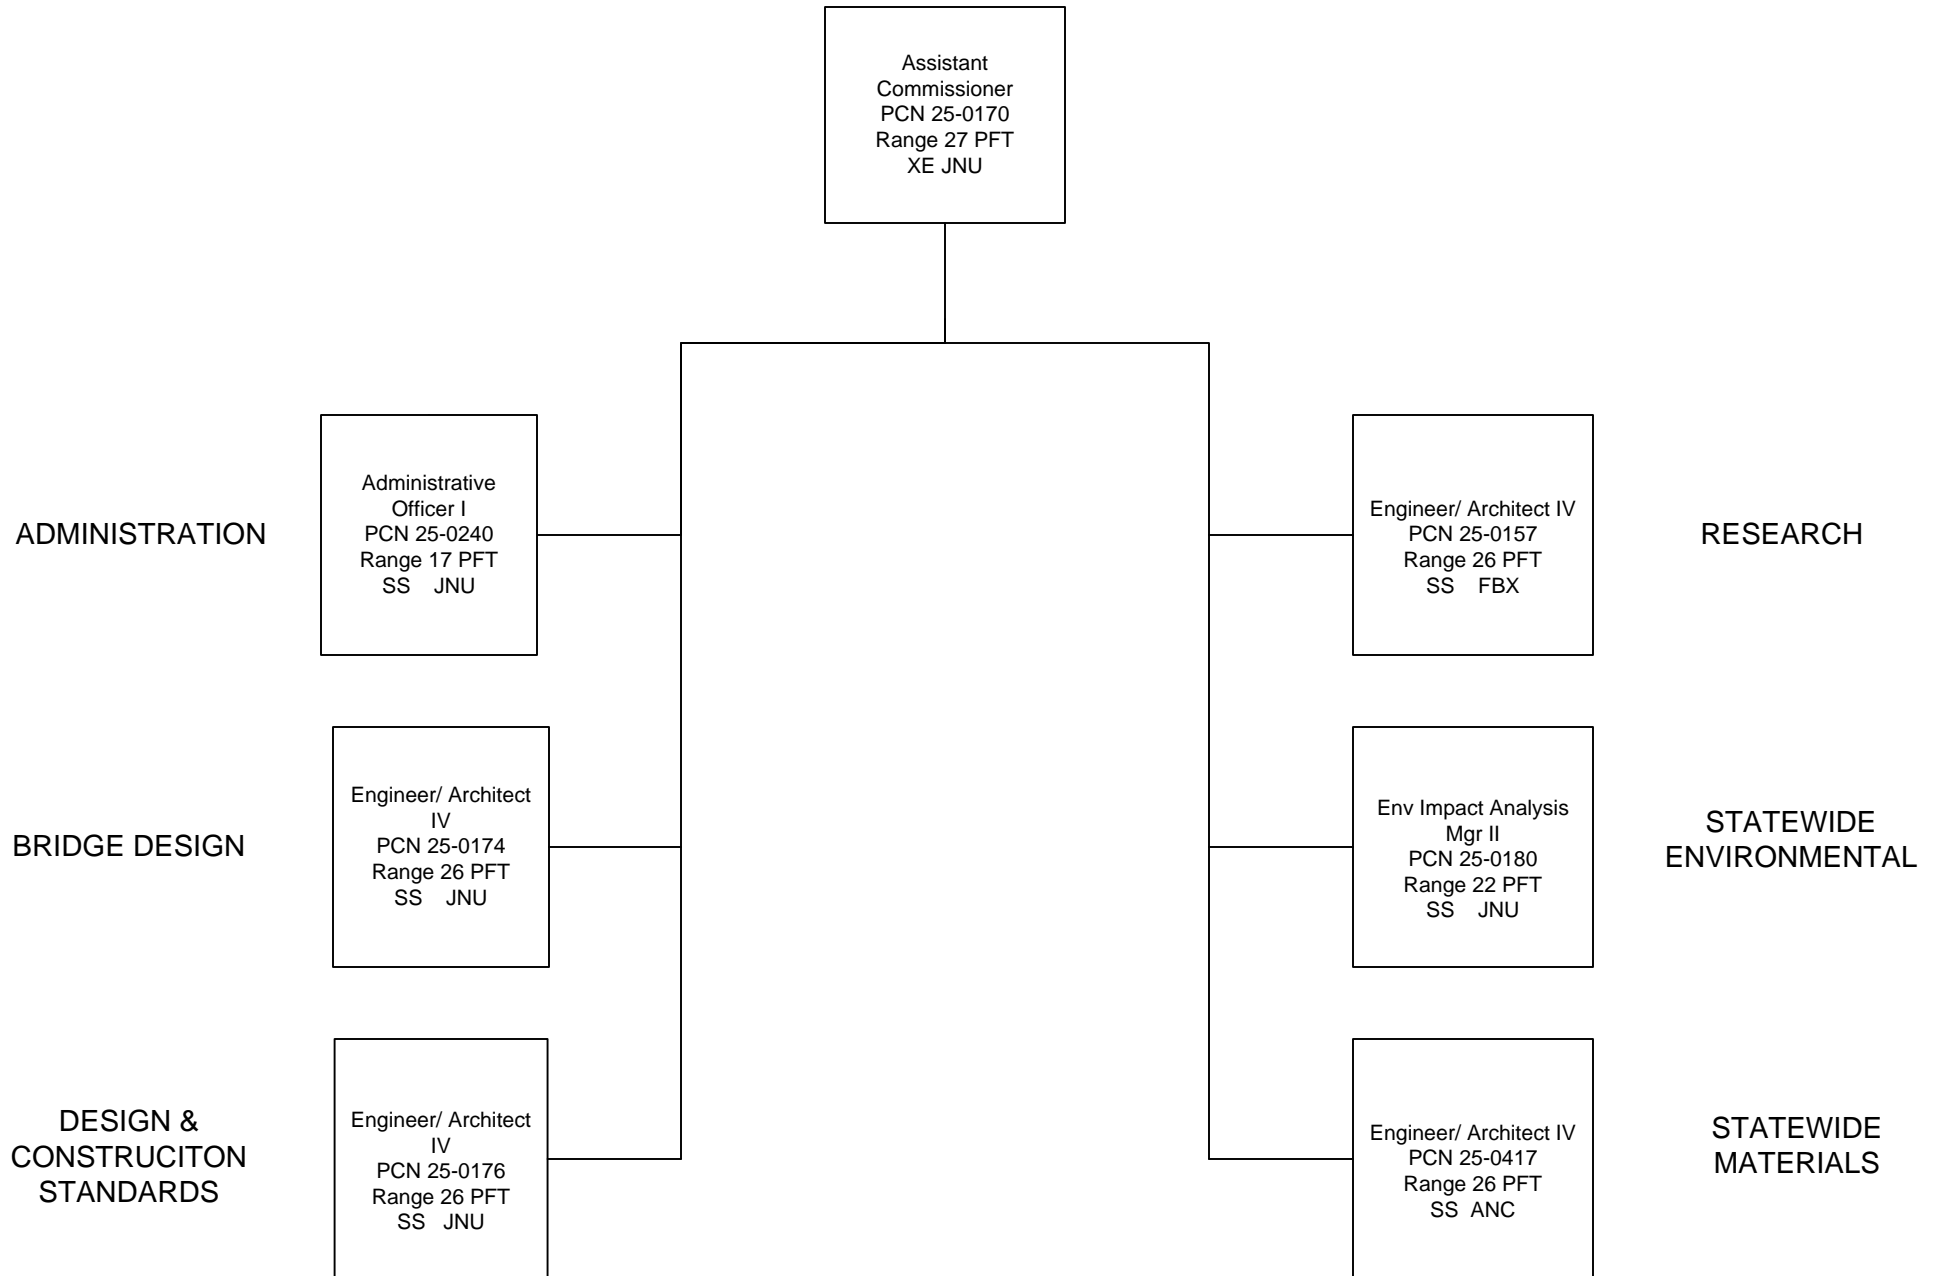 Assistant
Commissioner
PCN 25-0170
Range 27 PFT
XE JNU
ADMINISTRATION
Administrative
Officer I
PCN 25-0240
Range 17 PFT
SS    JNU
Engineer/ Architect IV
PCN 25-0157
Range 26 PFT
SS    FBX
RESEARCH
BRIDGE DESIGN
Engineer/ Architect
IV
PCN 25-0174
Range 26 PFT
SS    JNU
Env Impact Analysis
Mgr II
PCN 25-0180
Range 22 PFT
SS    JNU
STATEWIDE
ENVIRONMENTAL
DESIGN &
CONSTRUCITON
STANDARDS
Engineer/ Architect
IV
PCN 25-0176
Range 26 PFT
SS   JNU
Engineer/ Architect IV
PCN 25-0417
Range 26 PFT
SS  ANC
STATEWIDE
MATERIALS